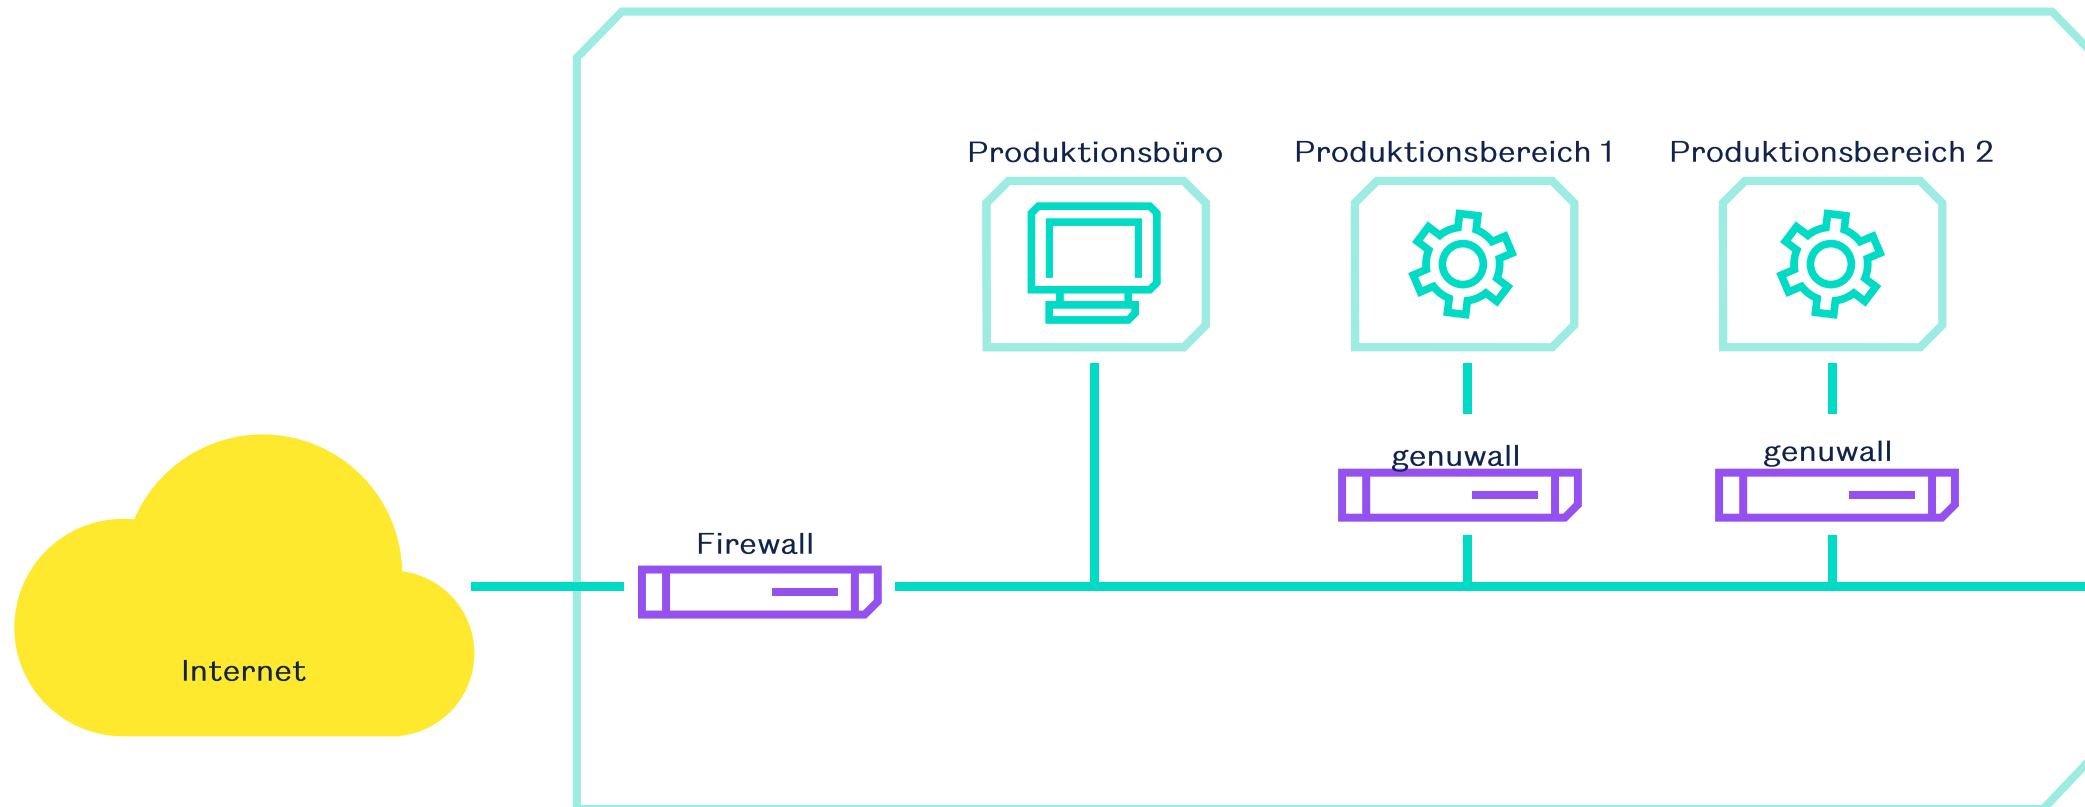 Produktionsbüro
Produktionsbereich 1
Produktionsbereich 2
genuwall
genuwall
Firewall
Internet